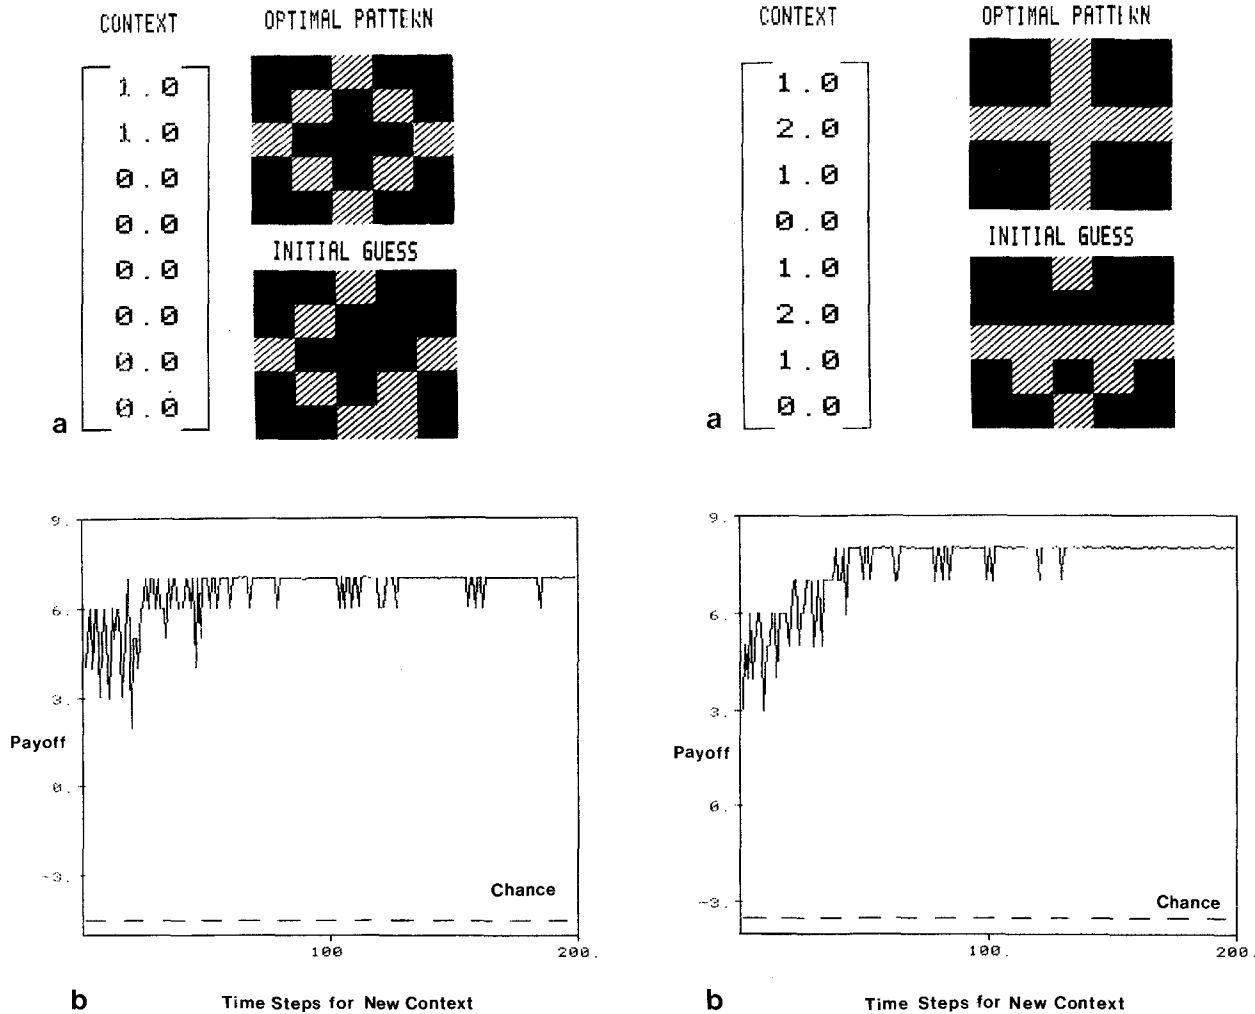 CONTEXT
OPTIMAL PATTERN
1.0
1.0
0.0
0.0
0.0
0.0
0.0
0.0
INITIAL GUESS
a
CONTEXT
OPTIMAL PATTERN
1.0
2.0
1.0
0.0
1.0
2.0
1.0
0.0
INITIAL GUESS
a
9.
6.
3.
Payoff
0.
-3.
Chance
100
200.
b
Time Steps for New Context
9.
6.
3.
Payoff
0.
-3.
Chance
100.
200.
b
Time Steps for New Context